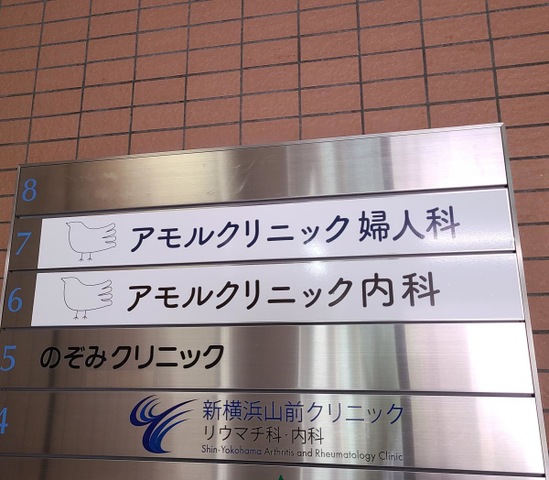 8
7 アモルクリニック 婦人科
6 アモルクリニック 内科
5 のぞみクリニック
4 新横浜山前クリニック
リウマチ科・内科
Shin-Yokohama Arthritis and Rheumatology Clinic